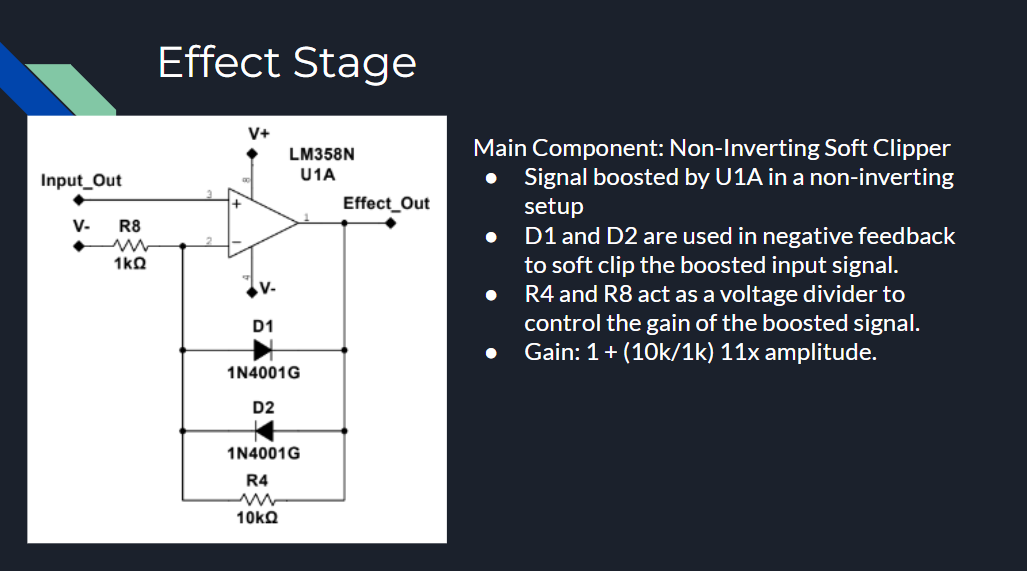 Effect Stage
V+
LM358N
U1A
Input_Out
Effect_Out
8
3
+
1
V-
R8
1kΩ
2
−
4
V-
D1
1N4001G
D2
1N4001G
R4
10kΩ
Main Component: Non-Inverting Soft Clipper
● Signal boosted by U1A in a non-inverting
setup
● D1 and D2 are used in negative feedback
to soft clip the boosted input signal.
● R4 and R8 act as a voltage divider to
control the gain of the boosted signal.
● Gain: 1 + (10k/1k) 11x amplitude.